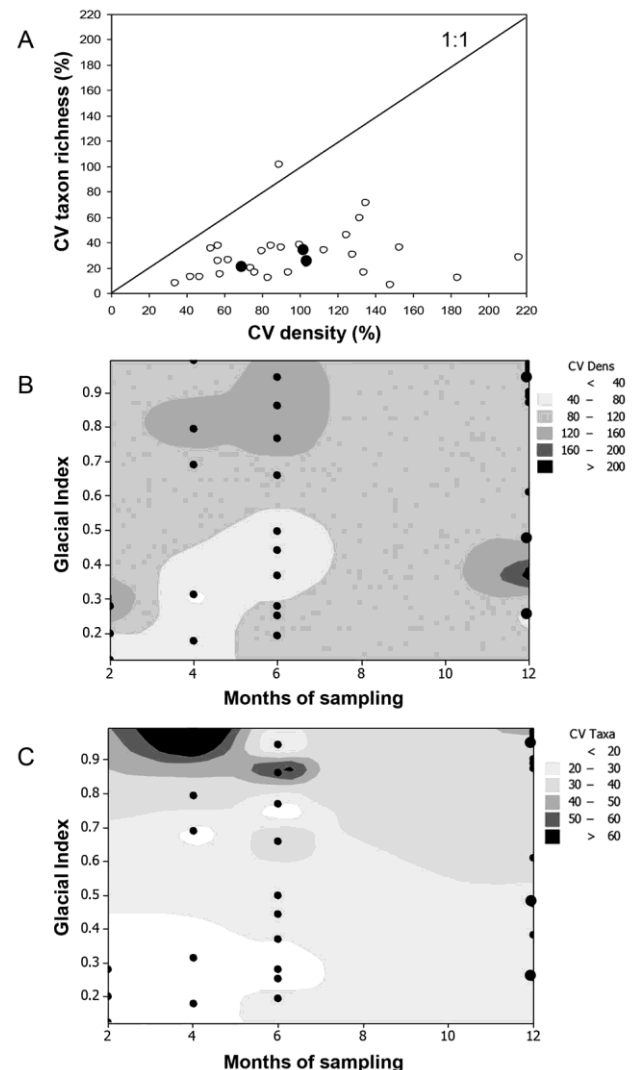 A
220
200
180
160
140
120
100
80
60
40
20
0
CV taxon richness (%)
1:1
0 20 40 60 80 100 120 140 160 180 200 220
CV density (%)
B
0.9
0.8
0.7
0.6
0.5
0.4
0.3
0.2
Glacial Index
2 4 6 8 10 12
Months of sampling
CV Dens
< 40
40 – 80
80 – 120
120 – 160
160 – 200
> 200
C
0.9
0.8
0.7
0.6
0.5
0.4
0.3
0.2
Glacial Index
2 4 6 8 10 12
Months of sampling
CV Taxa
< 20
20 – 30
30 – 40
40 – 50
50 – 60
> 60